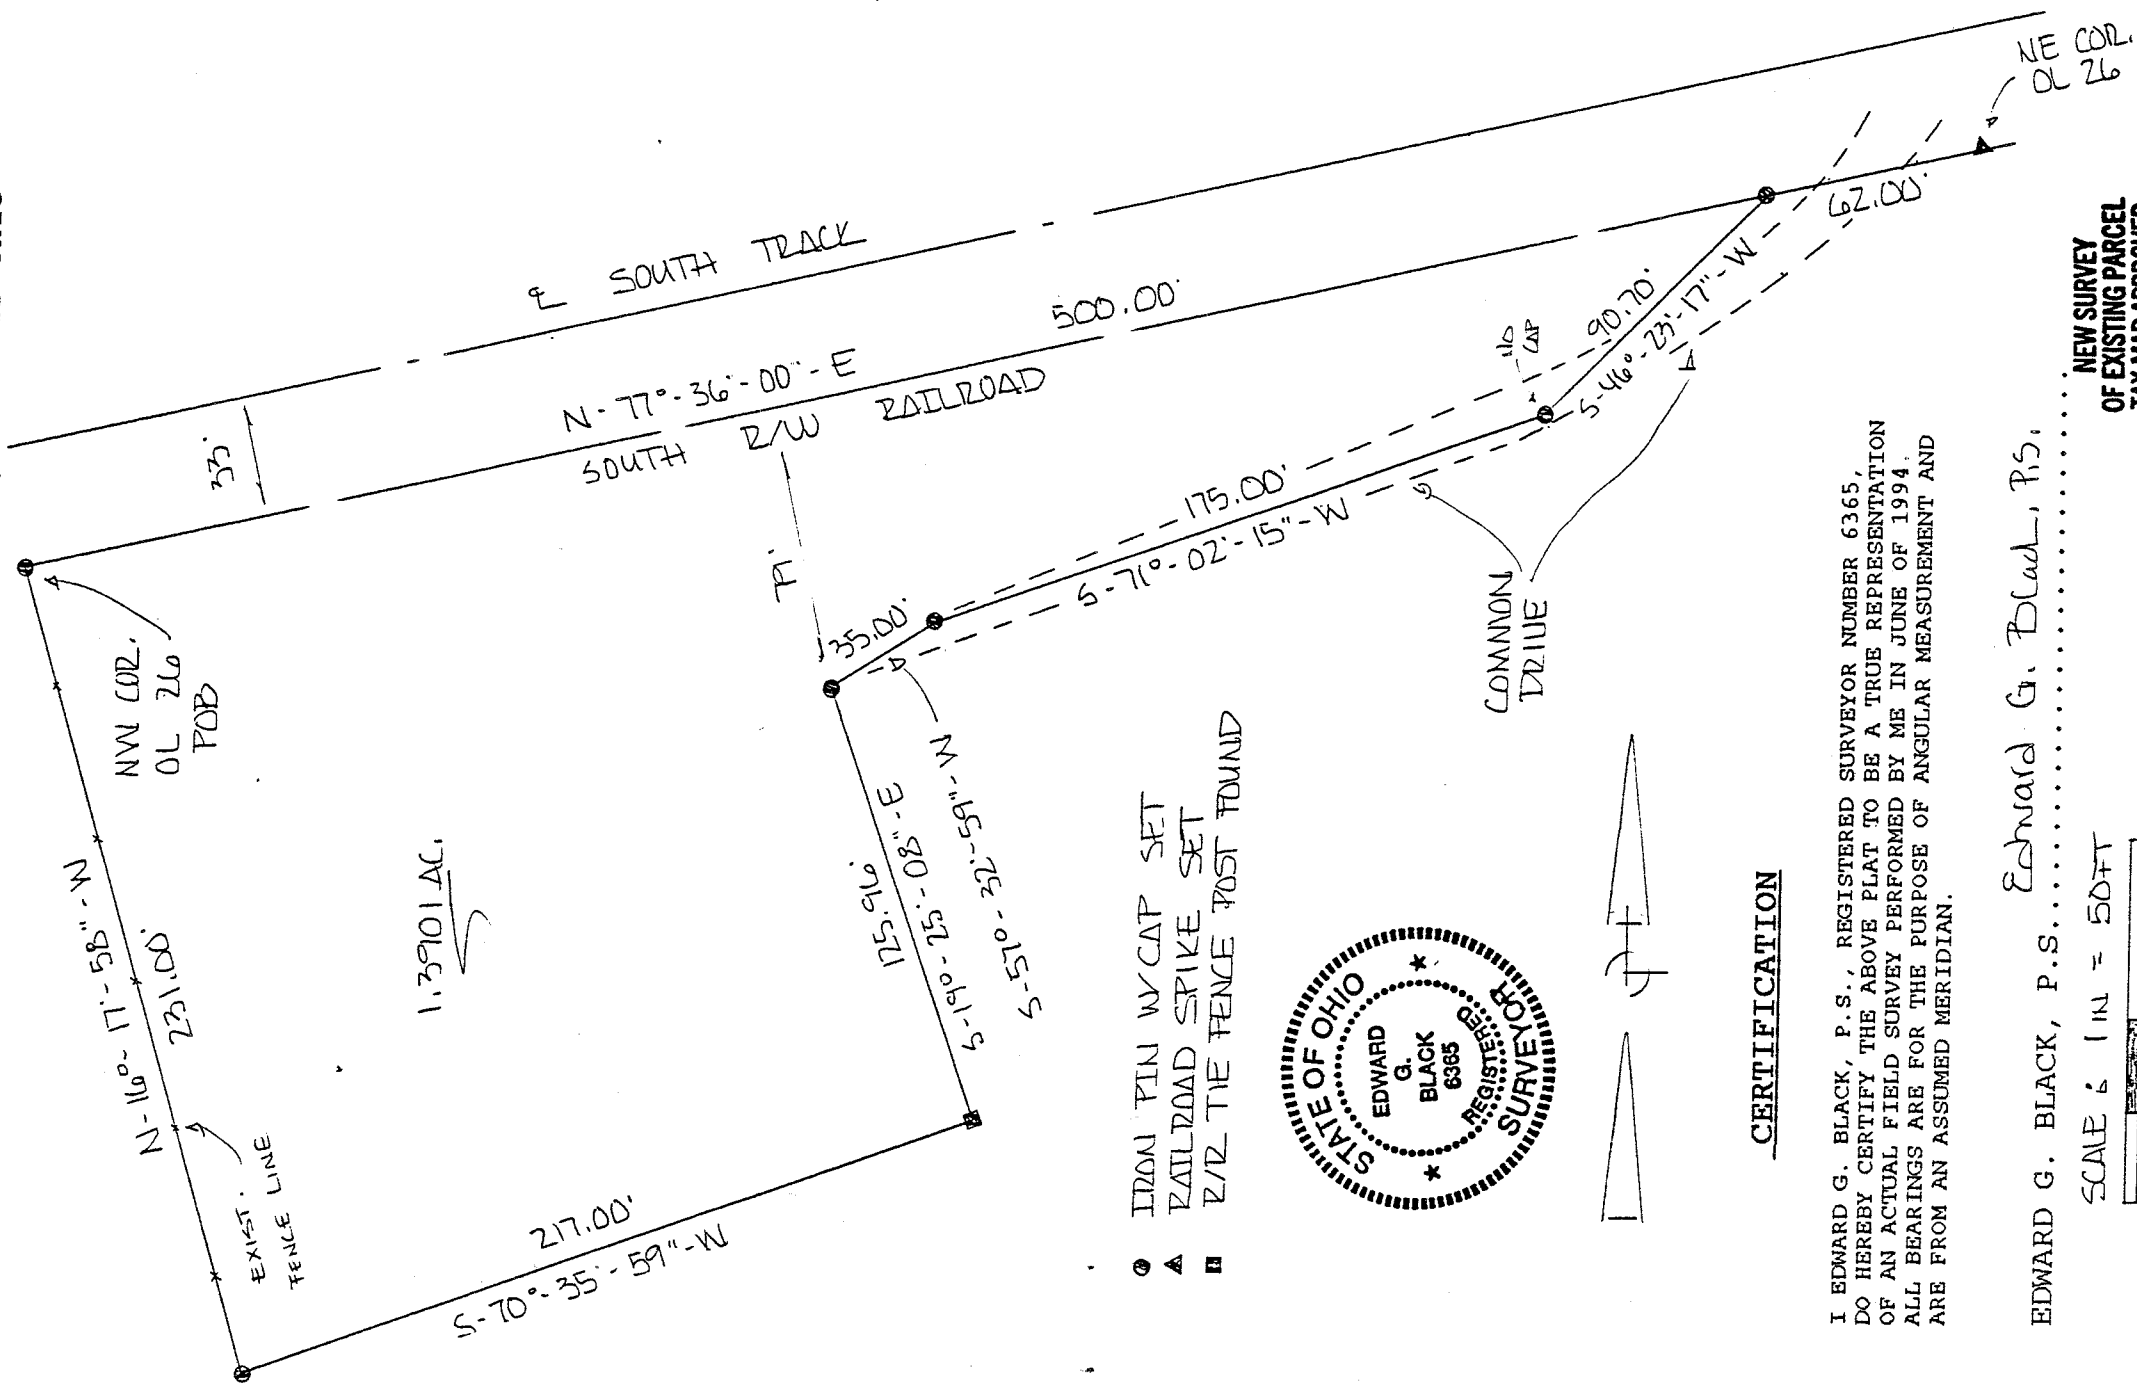 NE COR.
OL 26
℄ SOUTH TRACK
33'
N-77°-36'-00"-E
500.00'
SOUTH R/W RAILROAD
62.00'
NW COR.
OL 26
POB
N-16°-17'-58"-W
231.00'
EXIST.
FENCE LINE
1.3901 AC.
217.00'
S-70°-35'-59"-W
125.96'
S-19°-25'-08"-E
35.00'
S-57°-32'-59"-W
175.00'
S-71°-02'-15"-W
NO
CAP
90.70'
S-46°-23'-17"-W
COMMON
DRIVE
IRON PIN W/CAP SET
RAILROAD SPIKE SET
R/R TIE FENCE POST FOUND
STATE OF OHIO
EDWARD
G.
BLACK
6365
REGISTERED
SURVEYOR
CERTIFICATION
I EDWARD G. BLACK, P.S., REGISTERED SURVEYOR NUMBER 6365,
DO HEREBY CERTIFY THE ABOVE PLAT TO BE A TRUE REPRESENTATION
OF AN ACTUAL FIELD SURVEY PERFORMED BY ME IN JUNE OF 1994.
ALL BEARINGS ARE FOR THE PURPOSE OF ANGULAR MEASUREMENT AND
ARE FROM AN ASSUMED MERIDIAN.
Edward G. Black, P.S.
EDWARD G. BLACK, P.S..............................
SCALE: 1 IN = 50FT
NEW SURVEY
OF EXISTING PARCEL